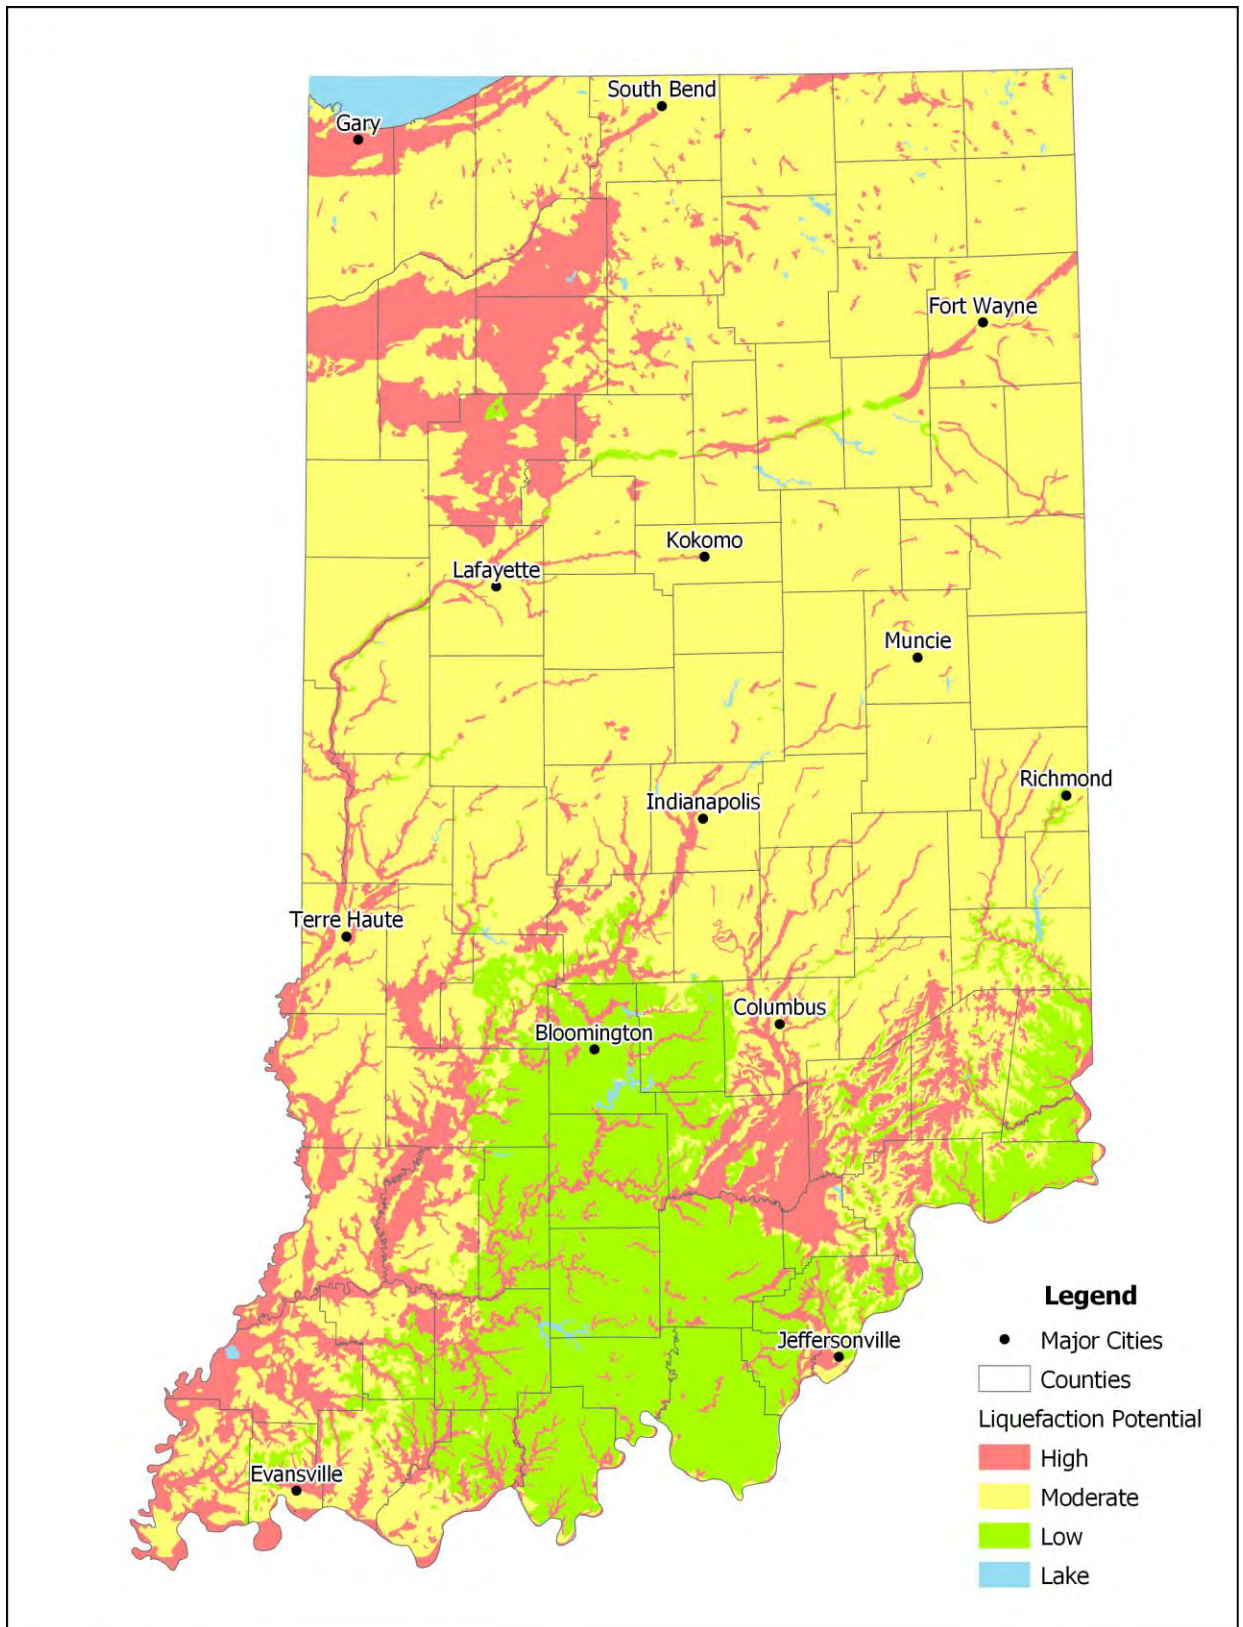 South Bend
Gary
Fort Wayne
Kokomo
Lafayette
Muncie
Richmond
Indianapolis
Terre Haute
Columbus
Bloomington
Jeffersonville
Evansville
Legend
Major Cities
Counties
Liquefaction Potential
High
Moderate
Low
Lake